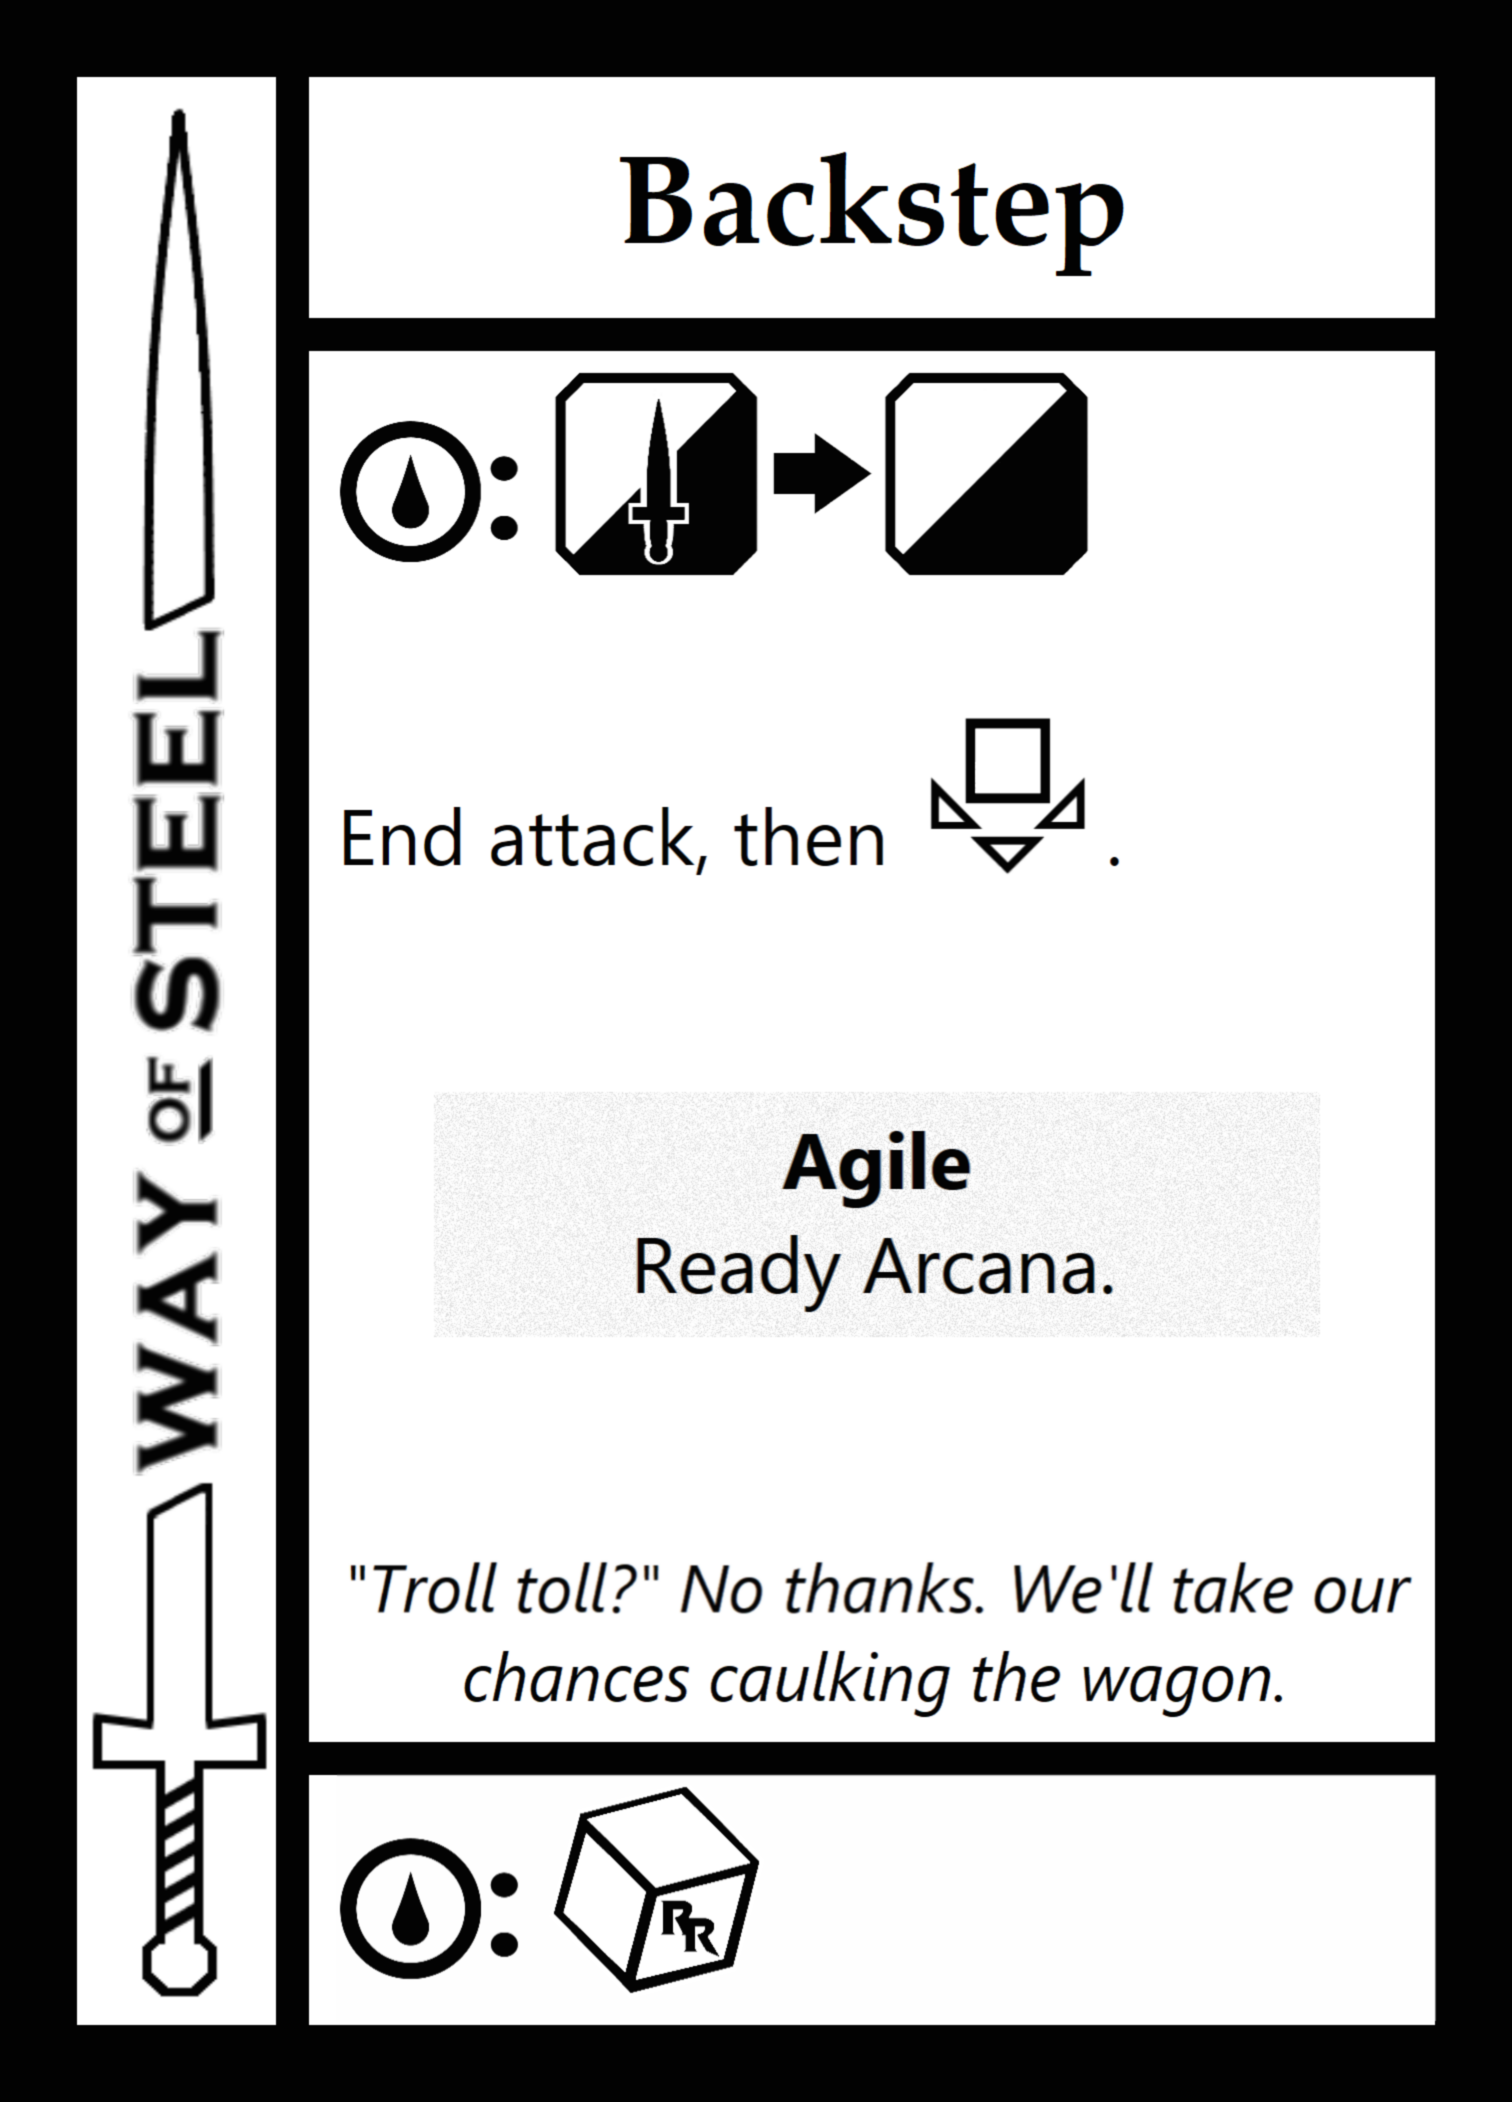 WAY OF STEEL
Backstep
:
End attack, then .
Agile
Ready Arcana.
"Troll toll?" No thanks. We'll take our
chances caulking the wagon.
: RR